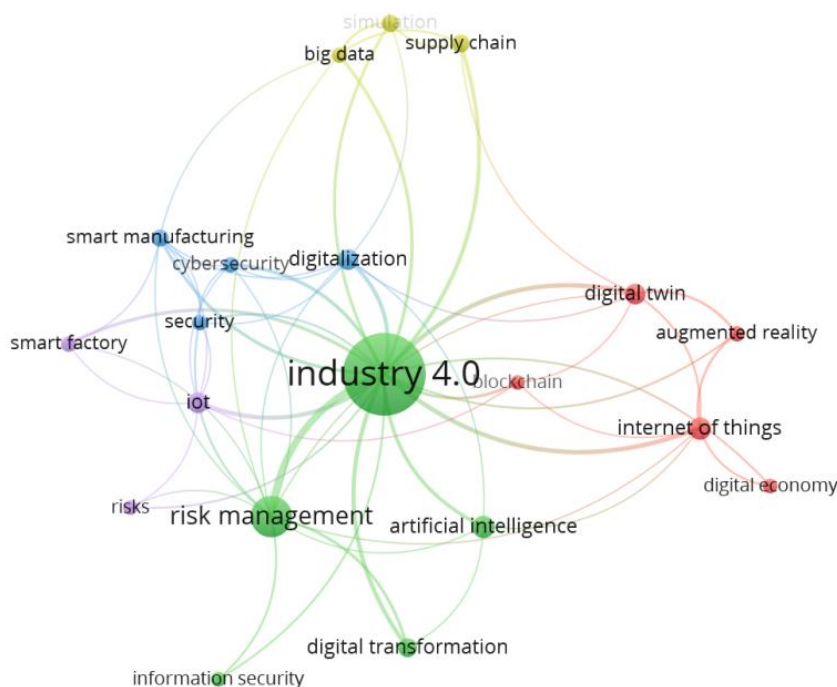 simulation
supply chain
big data
smart manufacturing
cybersecurity
digitalization
security
smart factory
digital twin
augmented reality
industry 4.0
blockchain
iot
internet of things
digital economy
risks
risk management
artificial intelligence
digital transformation
information security